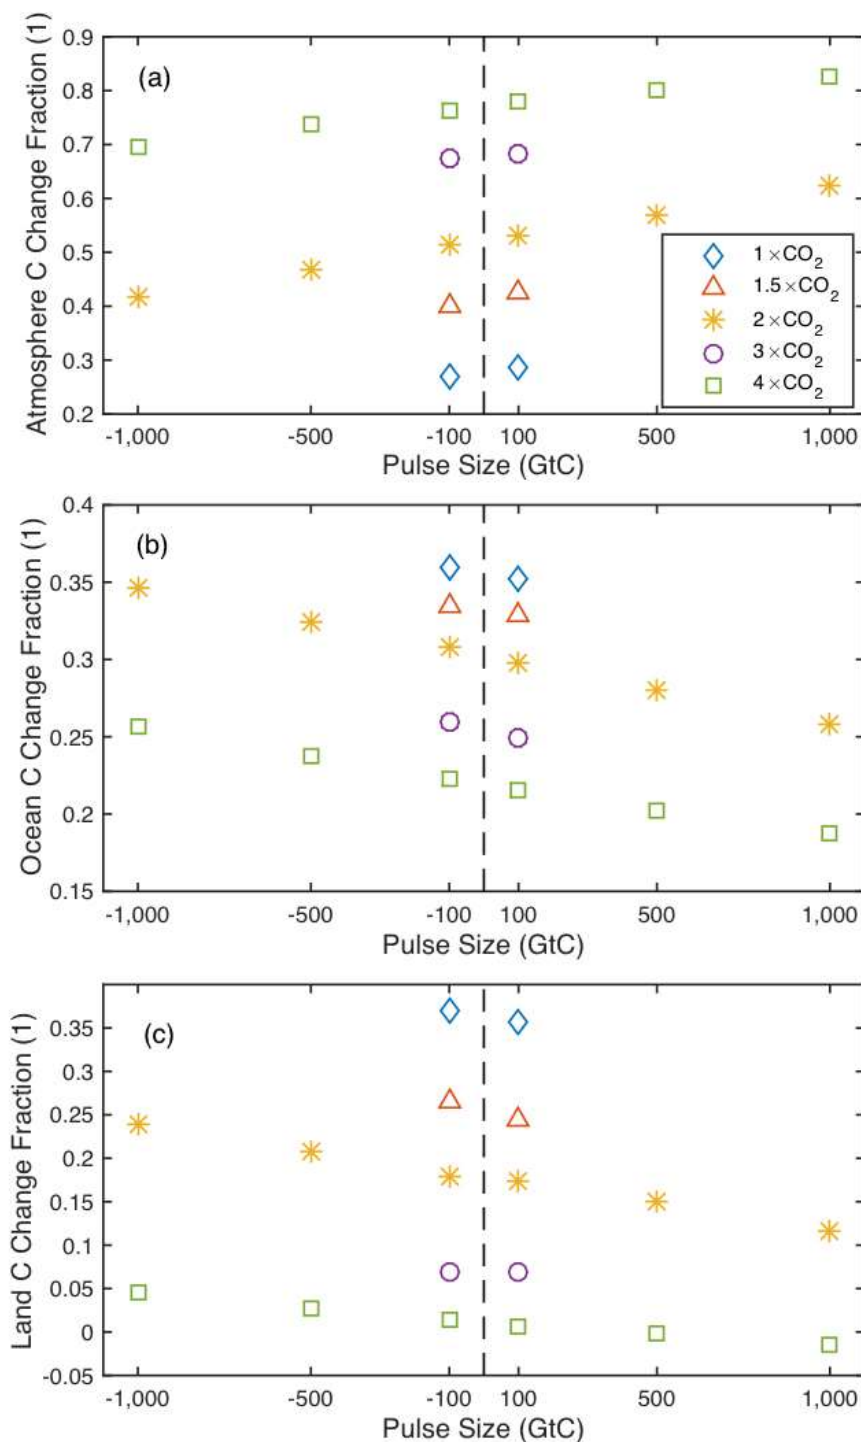 Atmosphere C Change Fraction (1)
0.9
0.8
0.7
0.6
0.5
0.4
0.3
0.2
(a)
1×CO2
1.5×CO2
2×CO2
3×CO2
4×CO2
-1,000 -500 -100 100 500 1,000
Pulse Size (GtC)
Ocean C Change Fraction (1)
0.4
0.35
0.3
0.25
0.2
0.15
(b)
-1,000 -500 -100 100 500 1,000
Pulse Size (GtC)
Land C Change Fraction (1)
0.35
0.3
0.25
0.2
0.15
0.1
0.05
0
-0.05
(c)
-1,000 -500 -100 100 500 1,000
Pulse Size (GtC)